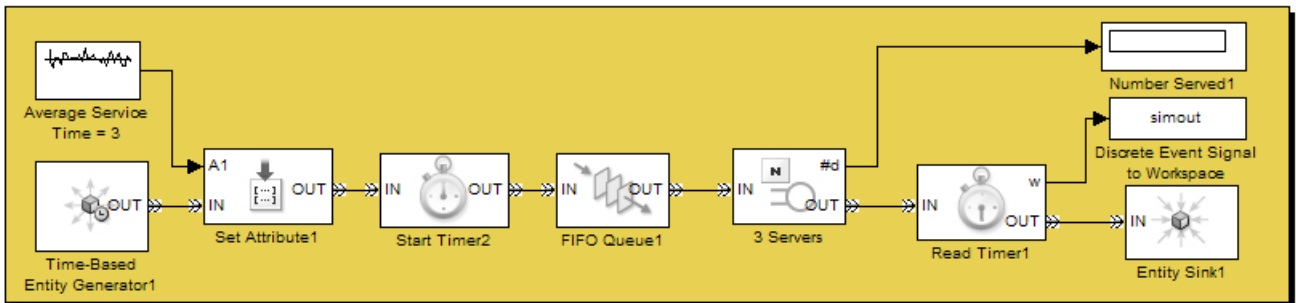 Average Service
Time = 3
Time-Based
Entity Generator1
OUT
A1
IN
[...]
OUT
Set Attribute1
IN
OUT
Start Timer2
IN
OUT
FIFO Queue1
N
#d
IN
OUT
3 Servers
IN
w
OUT
Read Timer1
Number Served1
simout
Discrete Event Signal
to Workspace
IN
Entity Sink1